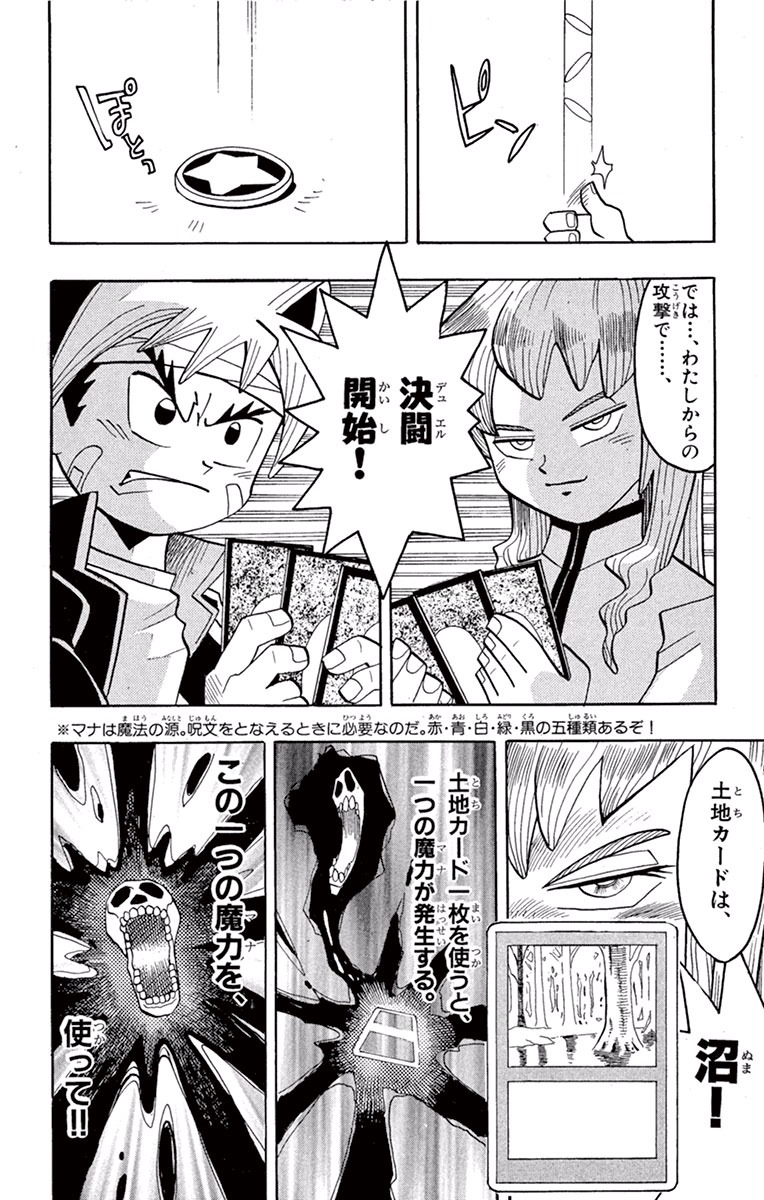 ピンッ
ぽとっ
では…、わたしからの
攻撃で………、
決闘
開始！
※マナは魔法の源。呪文をとなえるときに必要なのだ。赤・青・白・緑・黒の五種類あるぞ！
土地カードは、
沼！
土地カード一枚を使うと、
一つの魔力が発生する。
この一つの魔力を、
使って!!